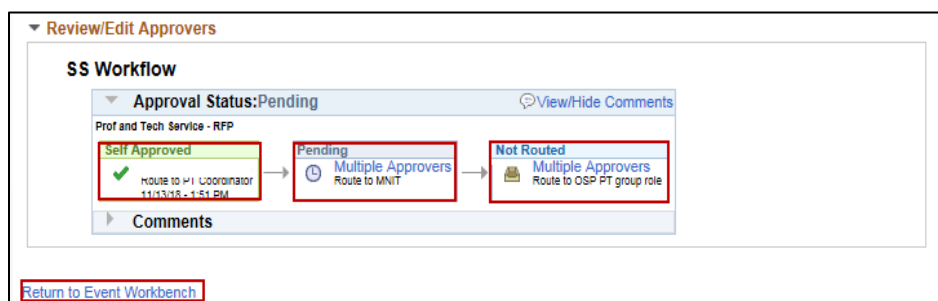 Review/Edit Approvers
SS Workflow
Approval Status:Pending View/Hide Comments
Prof and Tech Service - RFP
Self Approved Pending Not Routed
Multiple Approvers Multiple Approvers
Route to PT Coordinator Route to MNIT Route to OSP PT group role
11/13/18 - 1:51 PM
Comments
Return to Event Workbench